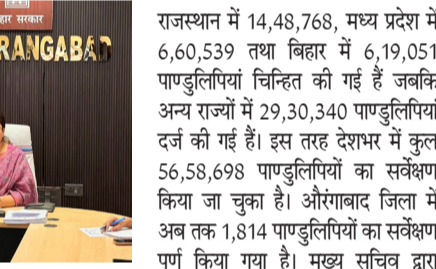 हार सरकार
RANGABAD
राजस्थान में 14,48,768, मध्य प्रदेश में
6,60,539 तथा बिहार में 6,19,051
पाण्डुलिपियां चिन्हित की गई हैं जबकि
अन्य राज्यों में 29,30,340 पाण्डुलिपियां
दर्ज की गई हैं। इस तरह देशभर में कुल
56,58,698 पाण्डुलिपियों का सर्वेक्षण
किया जा चुका है। औरंगाबाद जिला में
अब तक 1,814 पाण्डुलिपियों का सर्वेक्षण
पूर्ण किया गया है। मुख्य सचिव द्वारा